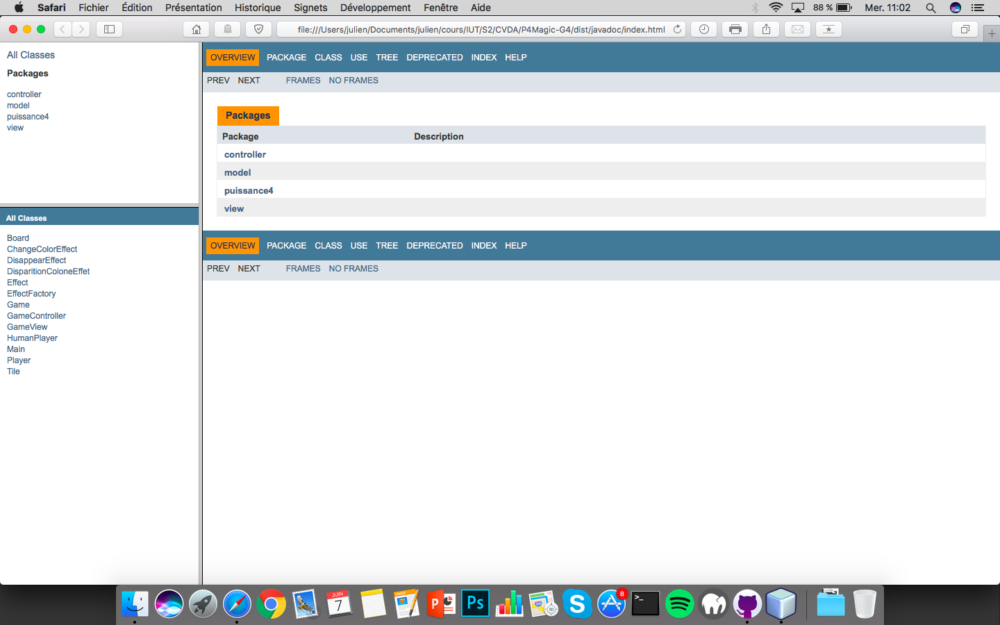 Safari Fichier Édition Présentation Historique Signets Développement Fenêtre Aide 88 % Mer. 11:02
file:///Users/julien/Documents/julien/cours/IUT/S2/CVDA/P4Magic-G4/dist/javadoc/index.html
All Classes
Packages
controller
model
puissance4
view
All Classes
Board
ChangeColorEffect
DisappearEffect
DisparitionColoneEffet
Effect
EffectFactory
Game
GameController
GameView
HumanPlayer
Main
Player
Tile
OVERVIEW PACKAGE CLASS USE TREE DEPRECATED INDEX HELP
PREV NEXT FRAMES NO FRAMES
Packages
Package Description
controller
model
puissance4
view
OVERVIEW PACKAGE CLASS USE TREE DEPRECATED INDEX HELP
PREV NEXT FRAMES NO FRAMES
JUIN
7
P
Ps
3D
S
8
>_